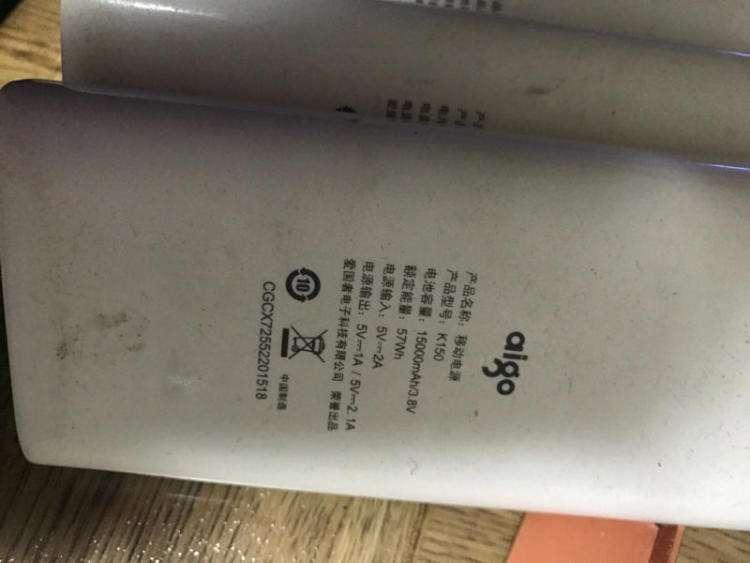 aigo
产品名称：移动电源
产品型号：K150
电池容量：15000mAh/3.8V
额定能量：57Wh
电源输入：5V⎓2A
电源输出：5V⎓1A / 5V⎓2.1A
爱国者电子科技有限公司 荣誉出品
10
中国制造
CGCX72552201518